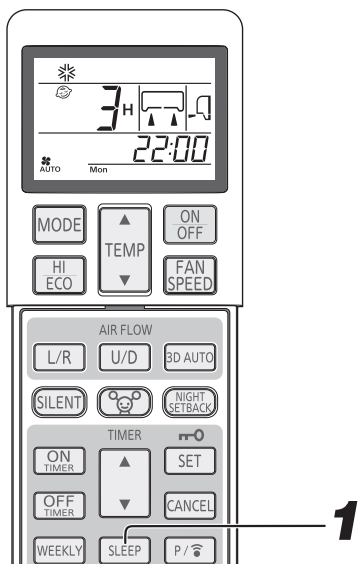 3H
22:00
AUTO Mon
MODE
TEMP
ON
OFF
HI
ECO
FAN
SPEED
AIR FLOW
L/R
U/D
3D AUTO
SILENT
NIGHT
SETBACK
TIMER
ON
TIMER
SET
OFF
TIMER
CANCEL
WEEKLY
SLEEP
P/
1